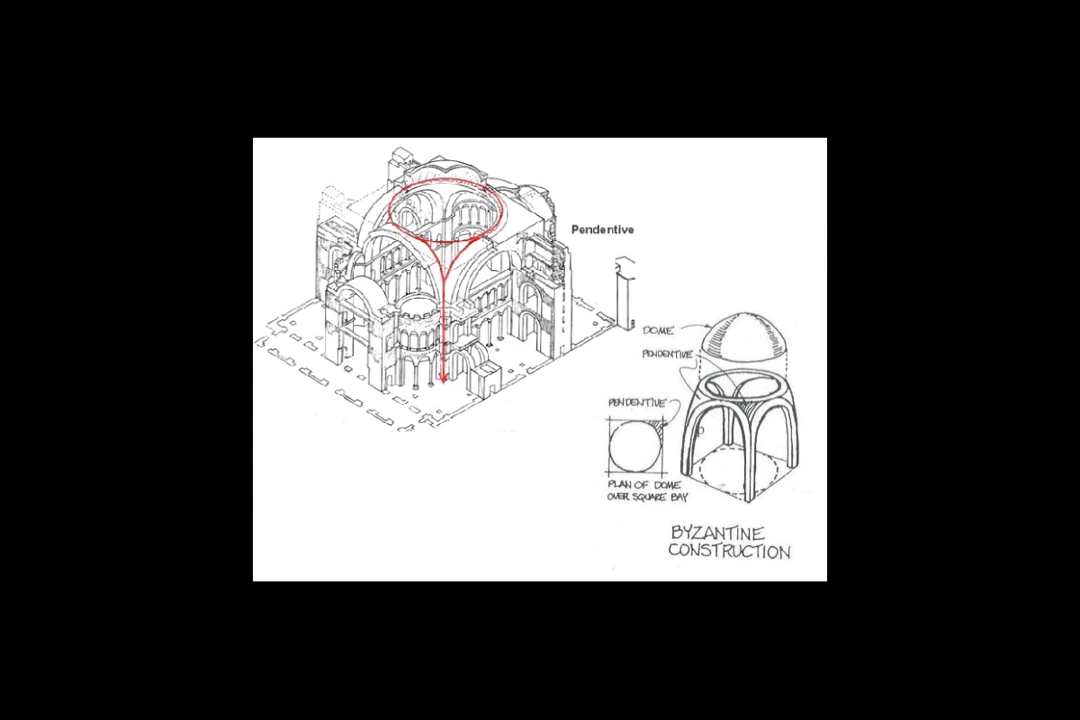 Pendentive
DOME
PENDENTIVE
PENDENTIVE
PLAN OF DOME
OVER SQUARE BAY
BYZANTINE
CONSTRUCTION